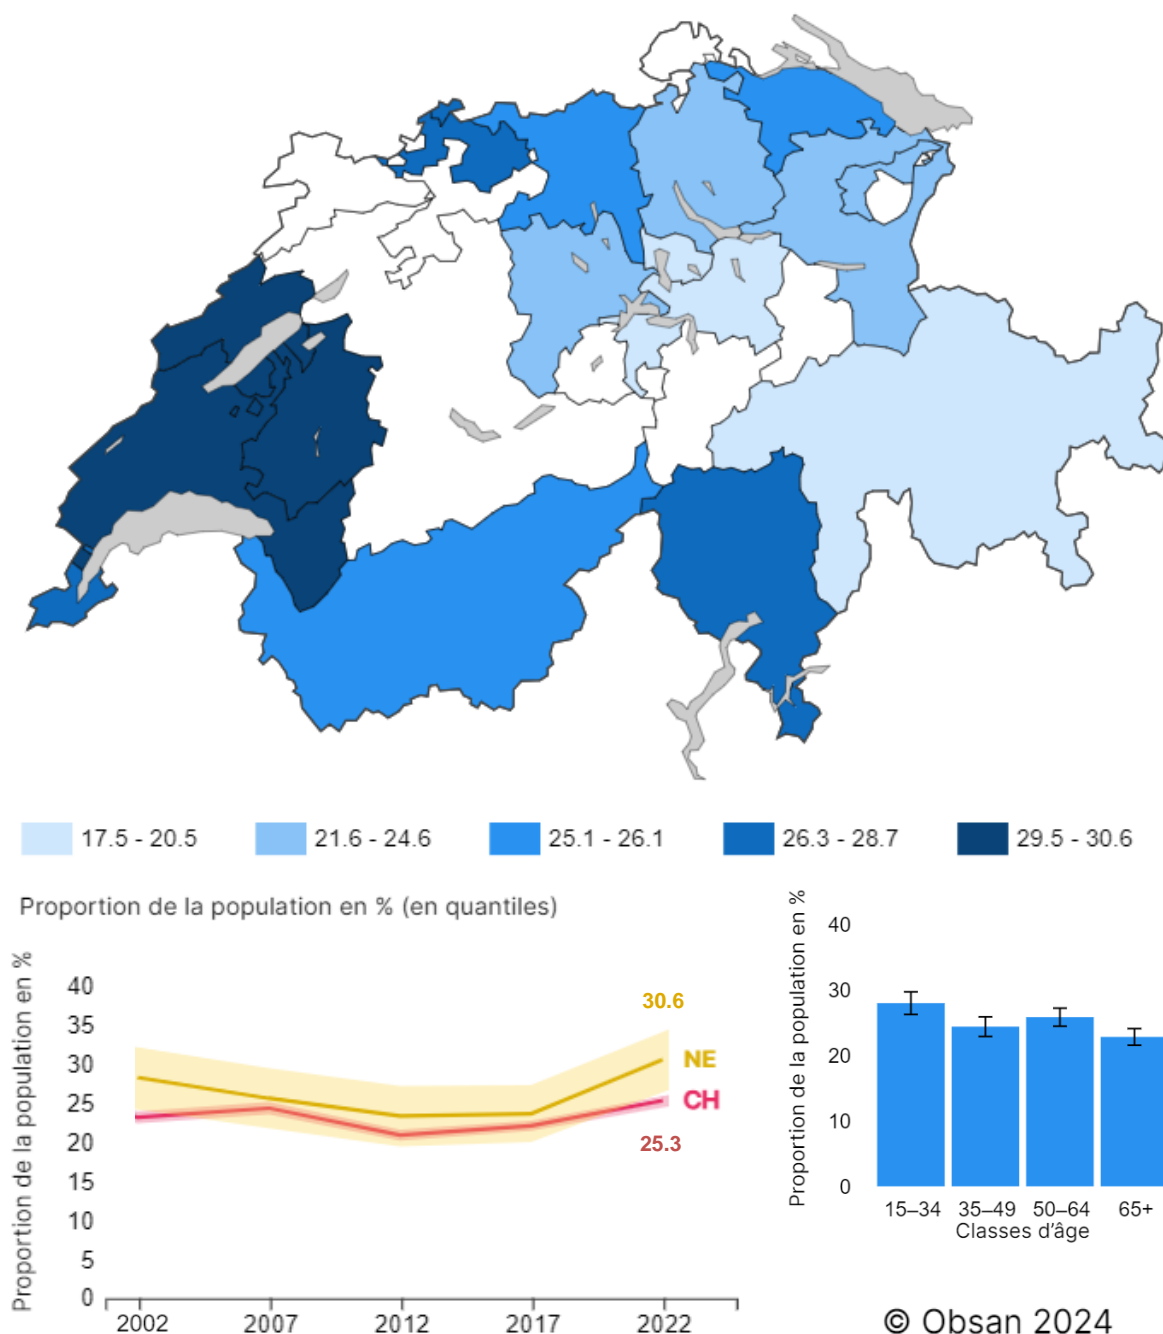 17.5 - 20.5
21.6 - 24.6
25.1 - 26.1
26.3 - 28.7
29.5 - 30.6
Proportion de la population en % (en quantiles)
Proportion de la population en %
40
35
30
25
20
15
10
5
0
30.6
NE
CH
25.3
2002
2007
2012
2017
2022
Proportion de la population en %
40
30
20
10
0
15–34
35–49
50–64
65+
Classes d'âge
© Obsan 2024